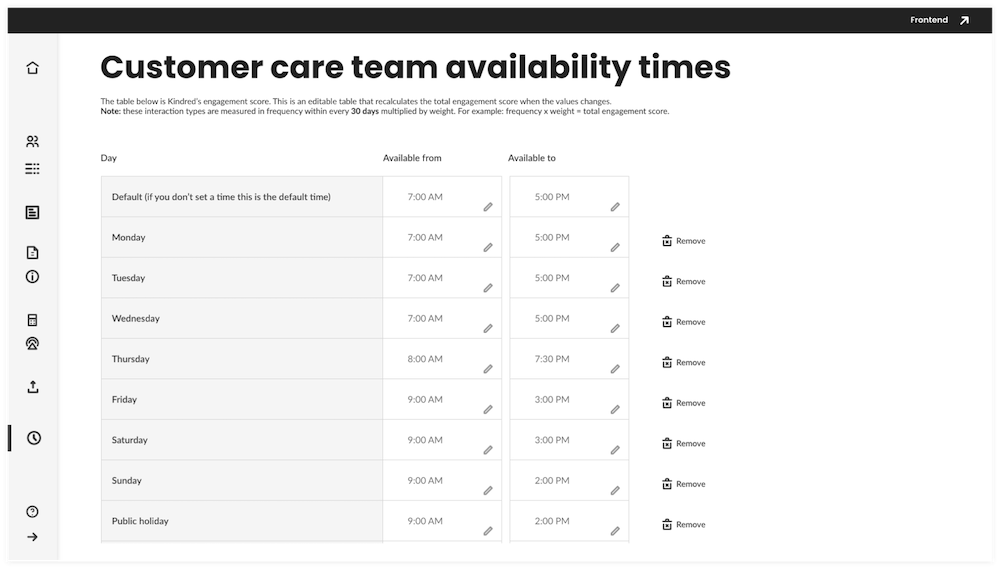 Frontend
Customer care team availability times
The table below is Kindred's engagement score. This is an editable table that recalculates the total engagement score when the values changes.
Note: these interaction types are measured in frequency within every 30 days multiplied by weight. For example: frequency x weight = total engagement score.
Day Available from Available to
Default (if you don't set a time this is the default time) 7:00 AM 5:00 PM
Monday 7:00 AM 5:00 PM Remove
Tuesday 7:00 AM 5:00 PM Remove
Wednesday 7:00 AM 5:00 PM Remove
Thursday 8:00 AM 7:30 PM Remove
Friday 9:00 AM 3:00 PM Remove
Saturday 9:00 AM 3:00 PM Remove
Sunday 9:00 AM 2:00 PM Remove
Public holiday 9:00 AM 2:00 PM Remove